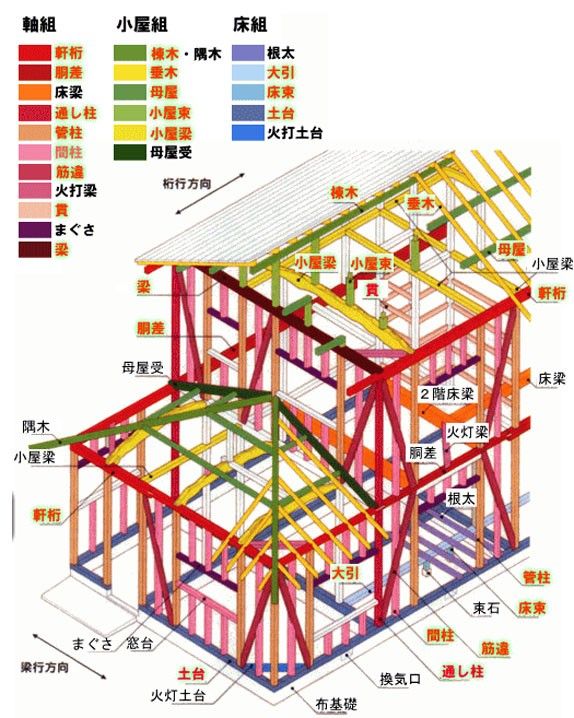 軸組
軒桁
胴差
床梁
通し柱
管柱
間柱
筋違
火打梁
貫
まぐさ
梁
小屋組
棟木・隅木
垂木
母屋
小屋束
小屋梁
母屋受
床組
根太
大引
床束
土台
火打土台
桁行方向
棟木
垂木
母屋
小屋梁
小屋束
小屋梁
梁
貫
軒桁
胴差
母屋受
床梁
2階床梁
隅木
火灯梁
小屋梁
胴差
根太
軒桁
大引
管柱
床束
束石
間柱
筋違
まぐさ
窓台
通し柱
梁行方向
土台
換気口
火灯土台
布基礎